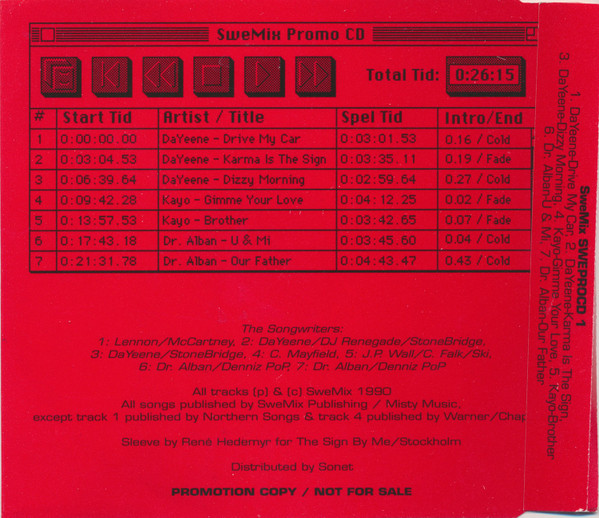 SweMix Promo CD
Total Tid: 0:26:15
# Start Tid Artist / Title Spel Tid Intro/End
1 0:00:00.00 DaYeene - Drive My Car 0:03:01.53 0.16 / Cold
2 0:03:04.53 DaYeene - Karma Is The Sign 0:03:35.11 0.19 / Fade
3 0:06:39.64 DaYeene - Dizzy Morning 0:02:59.64 0.27 / Cold
4 0:09:42.28 Kayo - Gimme Your Love 0:04:12.25 0.02 / Fade
5 0:13:57.53 Kayo - Brother 0:03:42.65 0.07 / Fade
6 0:17:43.18 Dr. Alban - U & Mi 0:03:45.60 0.04 / Cold
7 0:21:31.78 Dr. Alban - Our Father 0:04:43.47 0.43 / Cold
The Songwriters:
1: Lennon/McCartney, 2: DaYeene/DJ Renegade/StoneBridge,
3: DaYeene/StoneBridge, 4: C. Mayfield, 5: J.P. Wall/C. Falk/Ski,
6: Dr. Alban/Denniz PoP, 7: Dr. Alban/Denniz PoP
All tracks (p) & (c) SweMix 1990
All songs published by SweMix Publishing / Misty Music,
except track 1 published by Northern Songs & track 4 published by Warner/Chap
Sleeve by René Hedemyr for The Sign By Me/Stockholm
Distributed by Sonet
PROMOTION COPY / NOT FOR SALE
SweMix SWEPROCD 1
1. DaYeene-Drive My Car, 2. DaYeene-Karma Is The Sign,
3. DaYeene-Dizzy Morning, 4. Kayo-Gimme Your Love, 5. Kayo-Brother
6. Dr. Alban-U & Mi, 7. Dr. Alban-Our Father